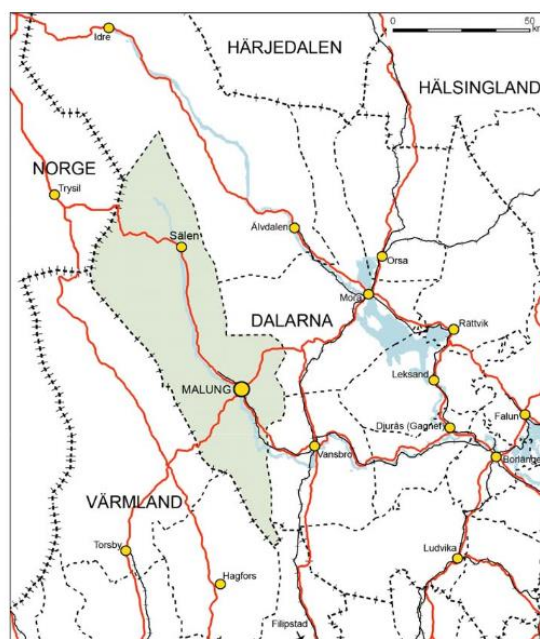 0
50
km
Idre
HÄRJEDALEN
HÄLSINGLAND
NORGE
Trysil
Sälen
Älvdalen
Orsa
Mora
DALARNA
Rättvik
Leksand
MALUNG
Djurås (Gagnef)
Falun
Vansbro
Borlänge
VÄRMLAND
Torsby
Ludvika
Hagfors
Filipstad